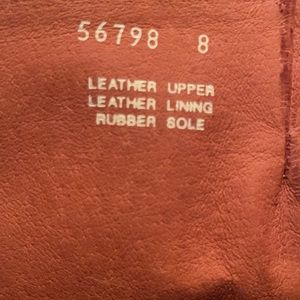 56798 8
LEATHER UPPER
LEATHER LINING
RUBBER SOLE